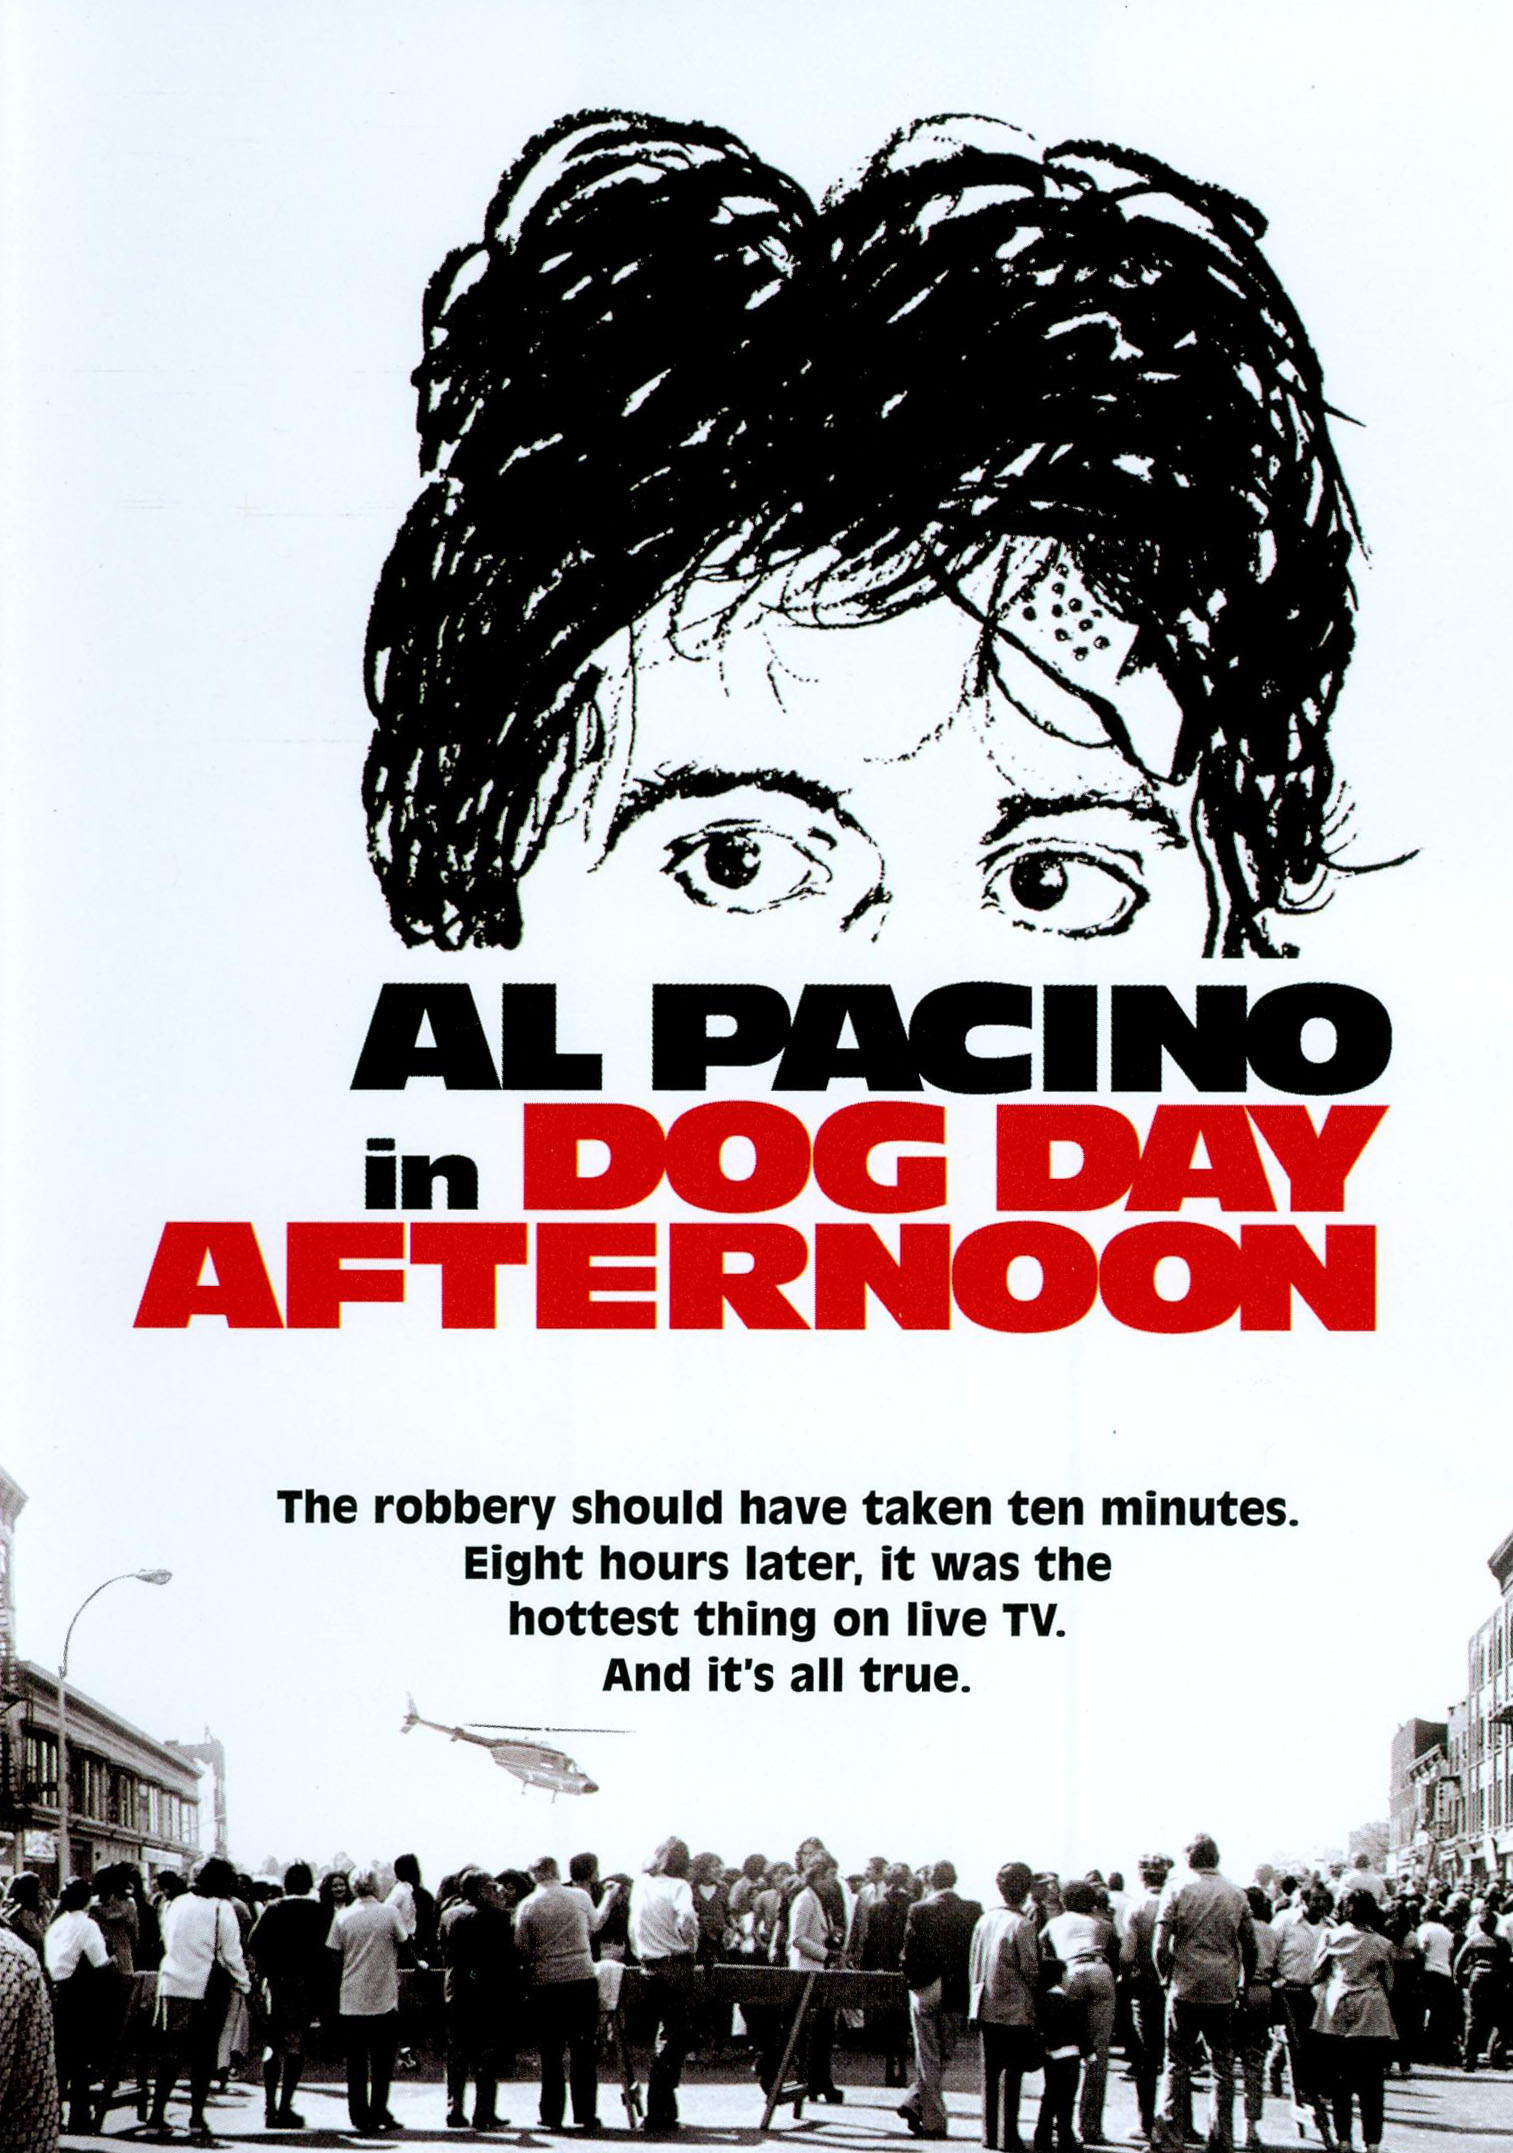 AL PACINO
in DOG DAY
AFTERNOON
The robbery should have taken ten minutes.
Eight hours later, it was the
hottest thing on live TV.
And it's all true.